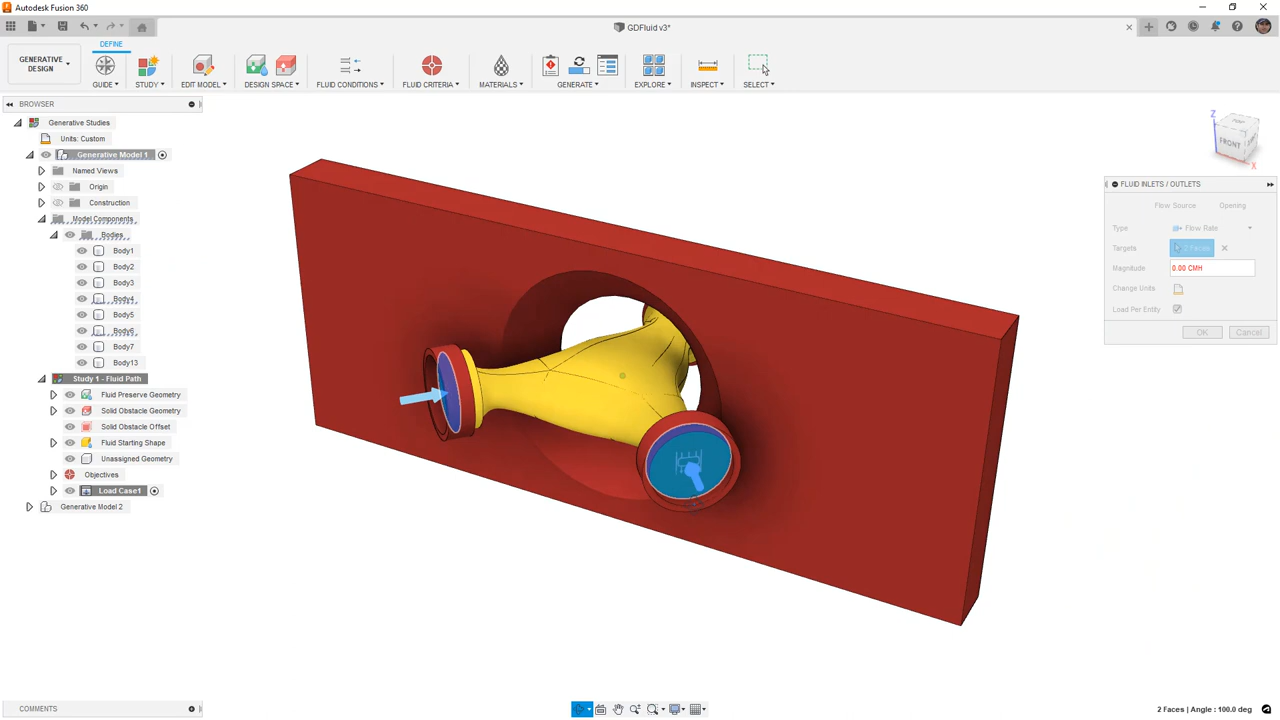 Autodesk Fusion 360
GDFluid v3*
DEFINE
GENERATIVE DESIGN
GUIDE
STUDY
EDIT MODEL
DESIGN SPACE
FLUID CONDITIONS
FLUID CRITERIA
MATERIALS
GENERATE
EXPLORE
INSPECT
SELECT
BROWSER
Generative Studies
Units: Custom
Generative Model 1
Named Views
Origin
Construction
Model Components
Bodies
Body1
Body2
Body3
Body4
Body5
Body6
Body7
Body13
Study 1 - Fluid Path
Fluid Preserve Geometry
Solid Obstacle Geometry
Solid Obstacle Offset
Fluid Starting Shape
Unassigned Geometry
Objectives
Load Case1
Generative Model 2
Z
FRONT
X
FLUID INLETS / OUTLETS
Flow Source Opening
Type Flow Rate
Targets 2 Faces
Magnitude 0.00 CMH
Change Units
Load Per Entity
OK Cancel
COMMENTS
2 Faces | Angle : 100.0 deg